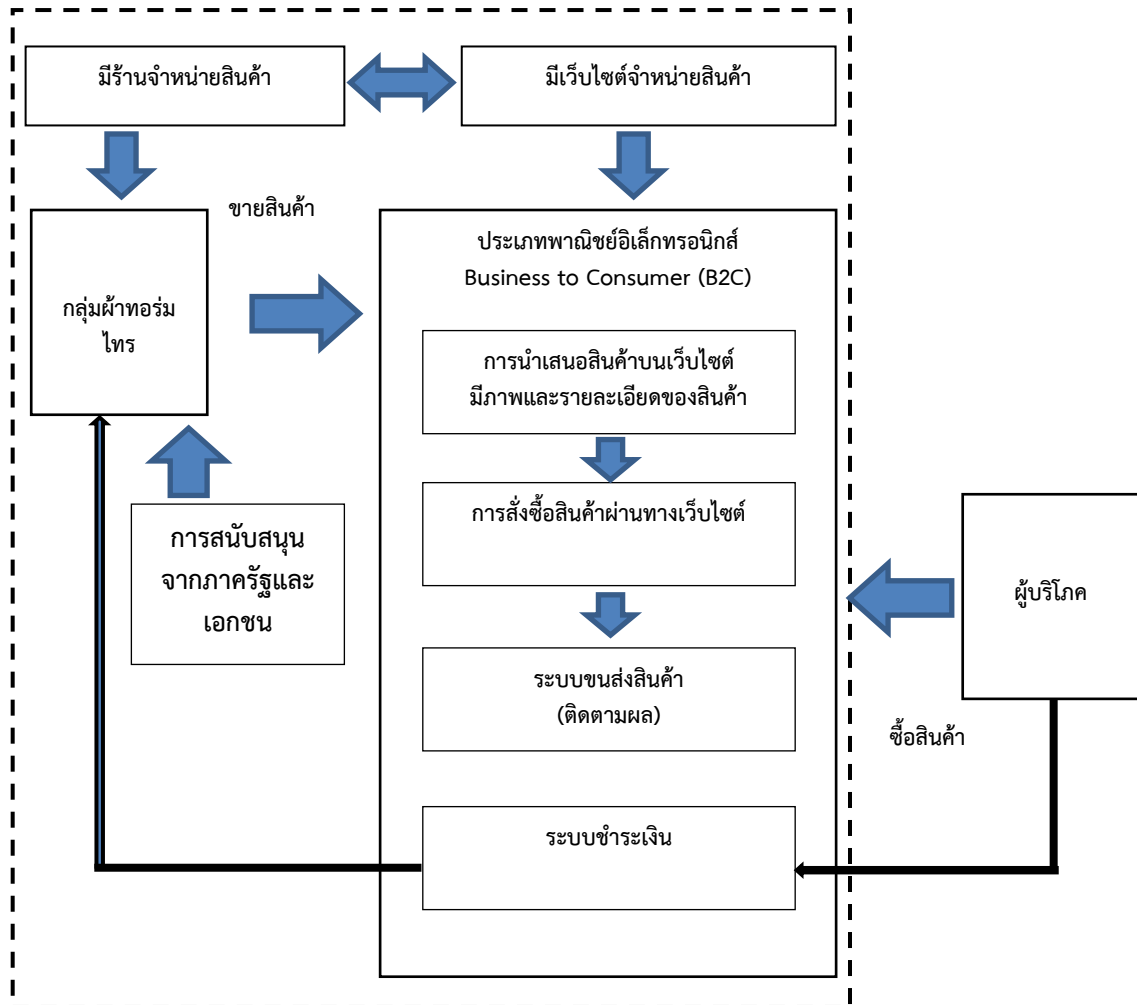 มีร้านจำหน่ายสินค้า
มีเว็บไซต์จำหน่ายสินค้า
ขายสินค้า
กลุ่มผ้าทอร่ม
ไทร
ประเภทพาณิชย์อิเล็กทรอนิกส์
Business to Consumer (B2C)
การนำเสนอสินค้าบนเว็บไซต์
มีภาพและรายละเอียดของสินค้า
การสั่งซื้อสินค้าผ่านทางเว็บไซต์
การสนับสนุน
จากภาครัฐและ
เอกชน
ผู้บริโภค
ระบบขนส่งสินค้า
(ติดตามผล)
ซื้อสินค้า
ระบบชำระเงิน